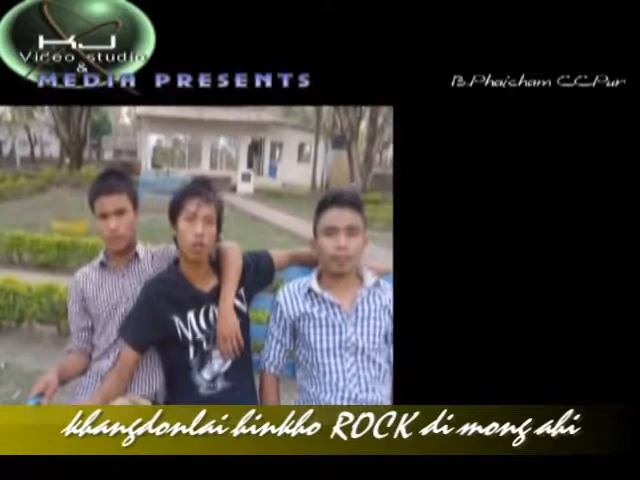 KJ
Video studio
&
MEDIA PRESENTS
B.Phaicham CCPur
khangdonlai hinkho ROCK di mong ahi